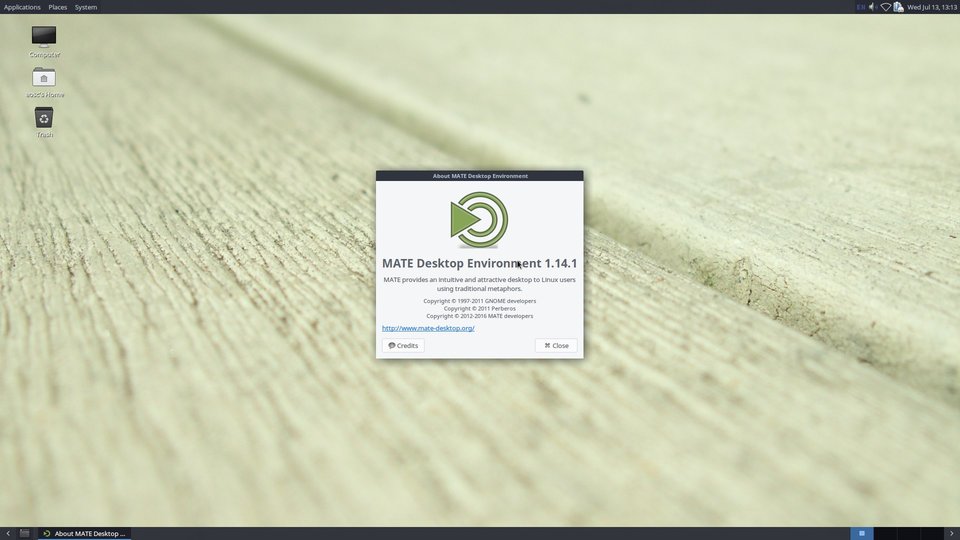 Applications Places System
EN
Wed Jul 13, 13:13
Computer
aosc's Home
Trash
About MATE Desktop Environment
MATE Desktop Environment 1.14.1
MATE provides an intuitive and attractive desktop to Linux users
using traditional metaphors.
Copyright © 1997-2011 GNOME developers
Copyright © 2011 Perberos
Copyright © 2012-2016 MATE developers
http://www.mate-desktop.org/
Credits
Close
About MATE Desktop ...